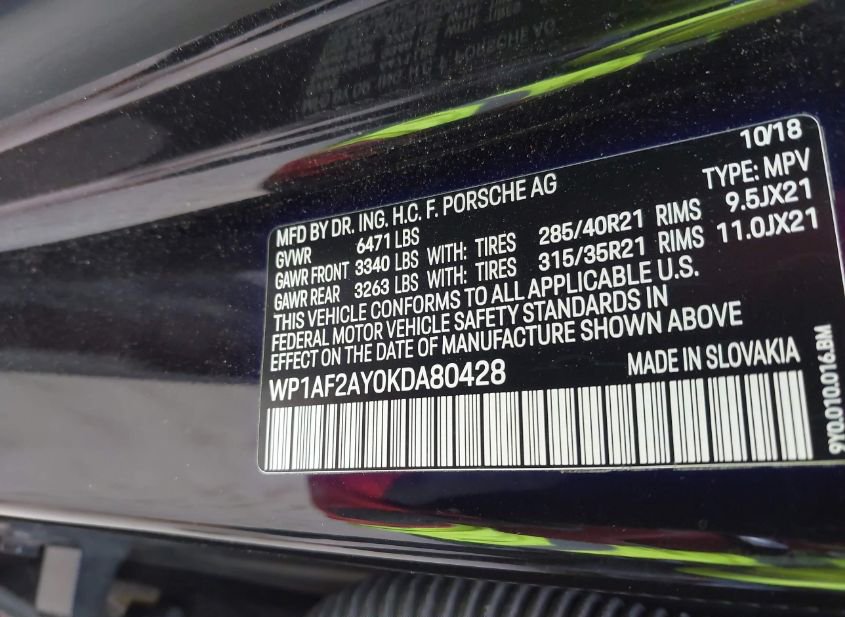 10/18
MFD BY DR. ING. H.C. F. PORSCHE AG TYPE: MPV
GVWR 6471 LBS
GAWR FRONT 3340 LBS WITH: TIRES 285/40R21 RIMS 9.5JX21
GAWR REAR 3263 LBS WITH: TIRES 315/35R21 RIMS 11.0JX21
THIS VEHICLE CONFORMS TO ALL APPLICABLE U.S.
FEDERAL MOTOR VEHICLE SAFETY STANDARDS IN
EFFECT ON THE DATE OF MANUFACTURE SHOWN ABOVE
WP1AF2AY0KDA80428 MADE IN SLOVAKIA
9Y0.010.016.BM